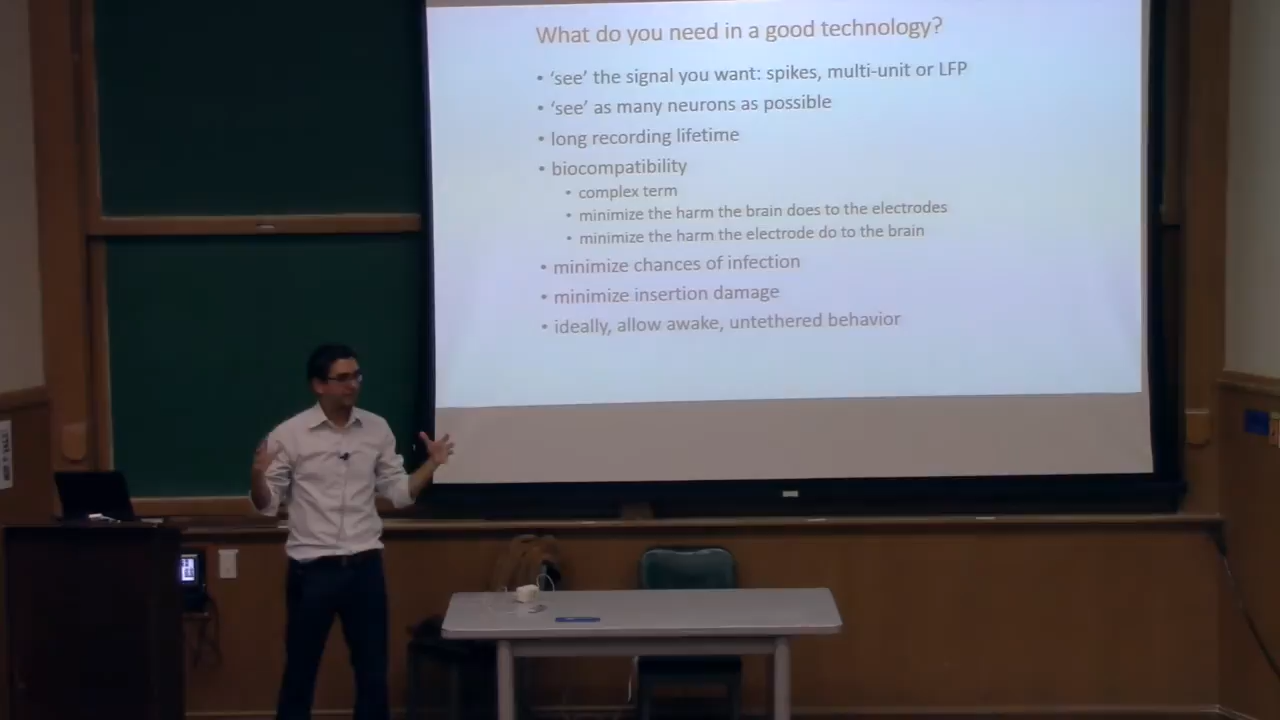 What do you need in a good technology?
• 'see' the signal you want: spikes, multi-unit or LFP
• 'see' as many neurons as possible
• long recording lifetime
• biocompatibility
• complex term
• minimize the harm the brain does to the electrodes
• minimize the harm the electrode do to the brain
• minimize chances of infection
• minimize insertion damage
• ideally, allow awake, untethered behavior